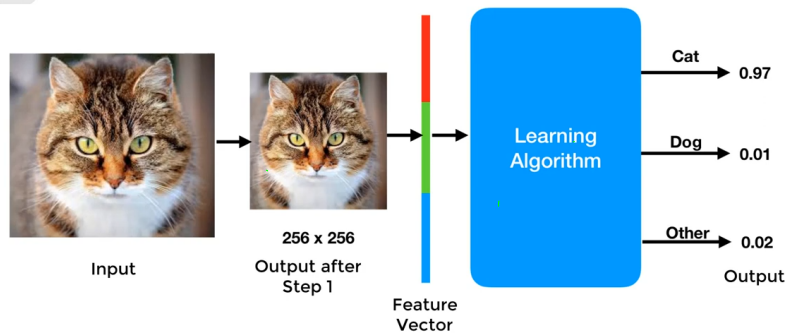 Input
256 x 256
Output after
Step 1
Feature
Vector
Learning
Algorithm
Cat
0.97
Dog
0.01
Other
0.02
Output